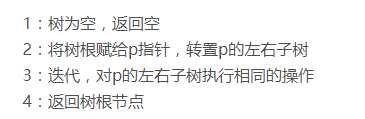 1：树为空，返回空
2：将树根赋给p指针，转置p的左右子树
3：迭代，对p的左右子树执行相同的操作
4：返回树根节点